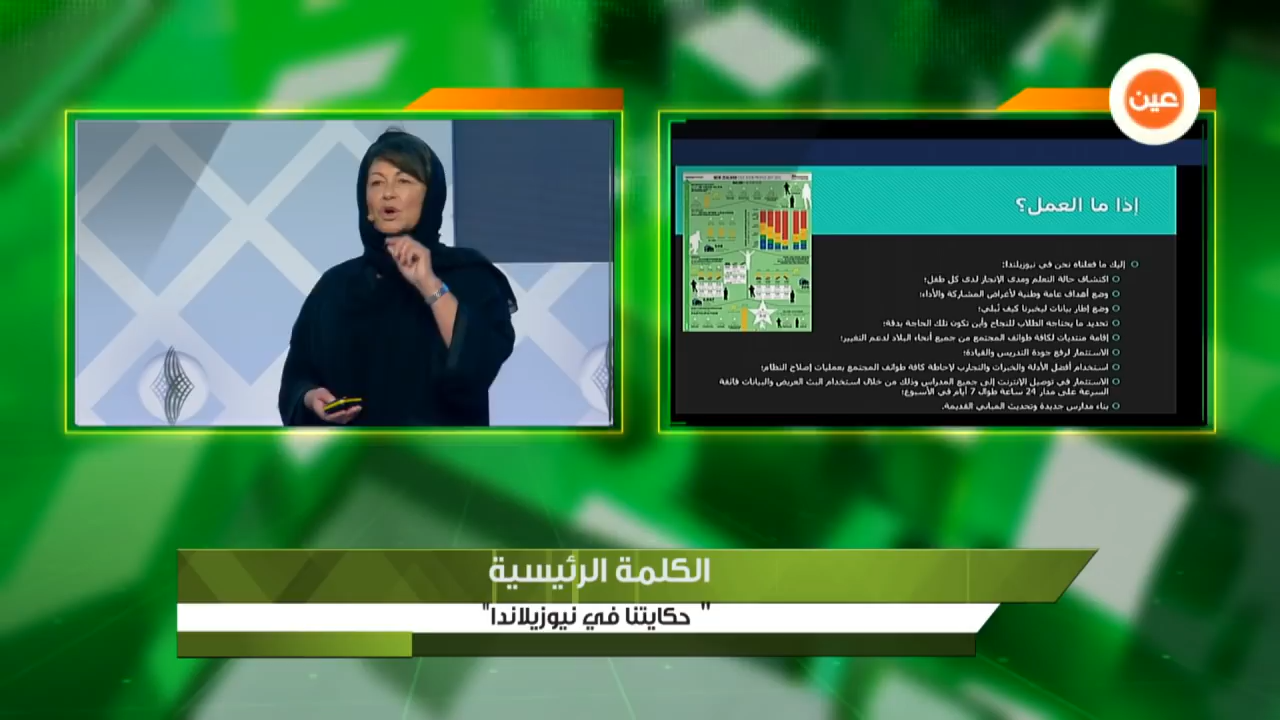 عين
إذا ما العمل؟
إليك ما فعلناه نحن في نيوزيلندا:
اكتشاف حالة التعلم ومدى الإنجاز لدى كل طفل؛
وضع أهداف عامة وطنية لأغراض المشاركة والأداء؛
وضع إطار بيانات ليخبرنا كيف نُبلي؛
تحديد ما يحتاجه الطلاب للنجاح وأين تكون تلك الحاجة بدقة؛
إقامة منتديات لكافة طوائف المجتمع من جميع أنحاء البلاد لدعم التغيير؛
الاستثمار لرفع جودة التدريس والقيادة؛
استخدام أفضل الأدلة والخبرات والتجارب لإحاطة كافة طوائف المجتمع بعمليات إصلاح النظام؛
الاستثمار في توصيل الإنترنت إلى جميع المدارس وذلك من خلال استخدام البث العريض والبيانات فائقة
السرعة على مدار 24 ساعة طوال 7 أيام في الأسبوع؛
بناء مدارس جديدة وتحديث المباني القديمة.
الكلمة الرئيسية
" حكايتنا في نيوزيلاندا"